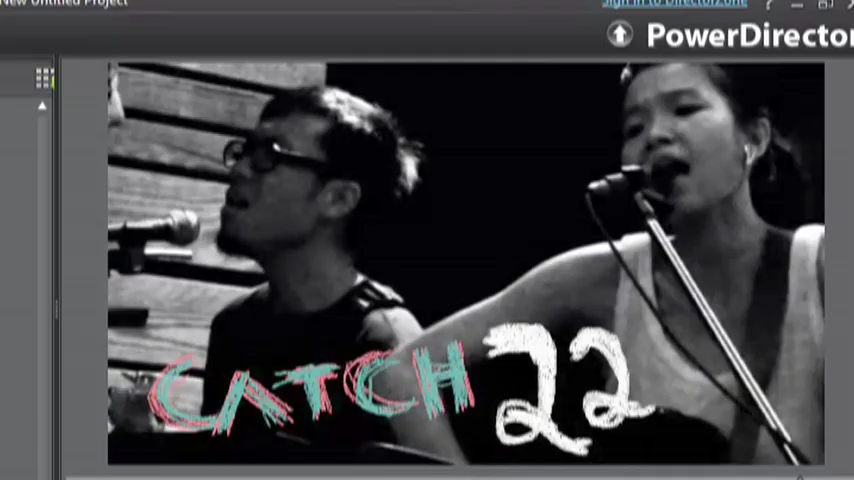 New Untitled Project
Sign in to DirectorZone ?
PowerDirector
CATCH 22